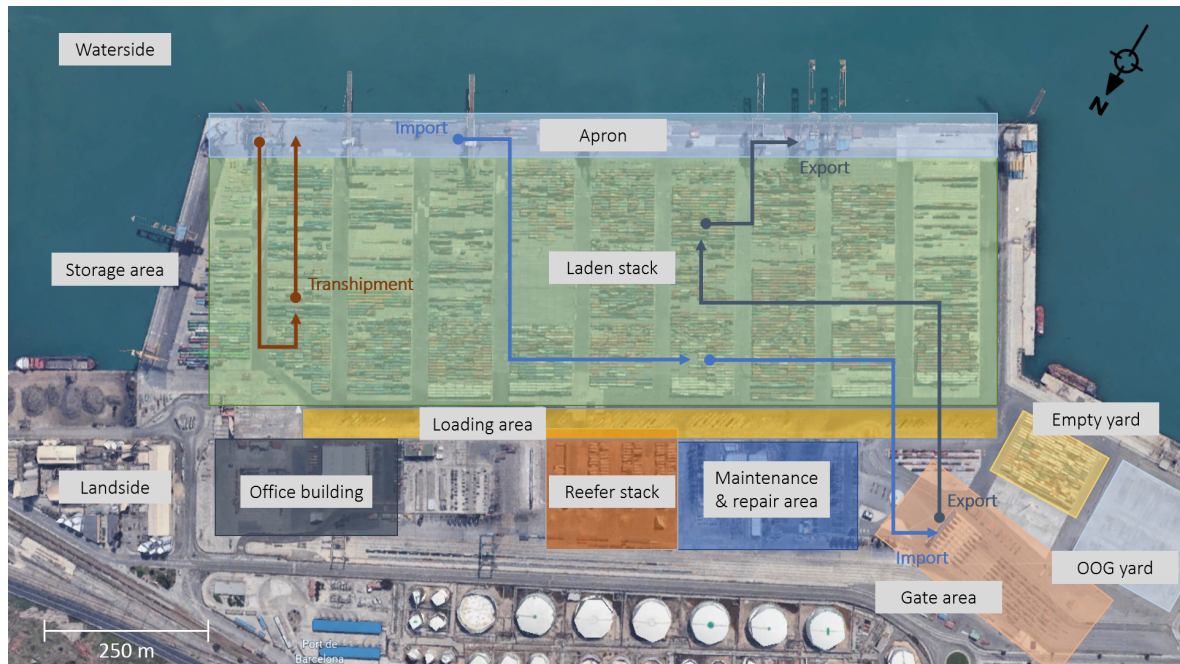 Waterside
N
Import
Apron
Export
Storage area
Laden stack
Transhipment
Loading area
Empty yard
Landside
Office building
Reefer stack
Maintenance
& repair area
Export
Import
OOG yard
Gate area
250 m
Port de
Barcelona